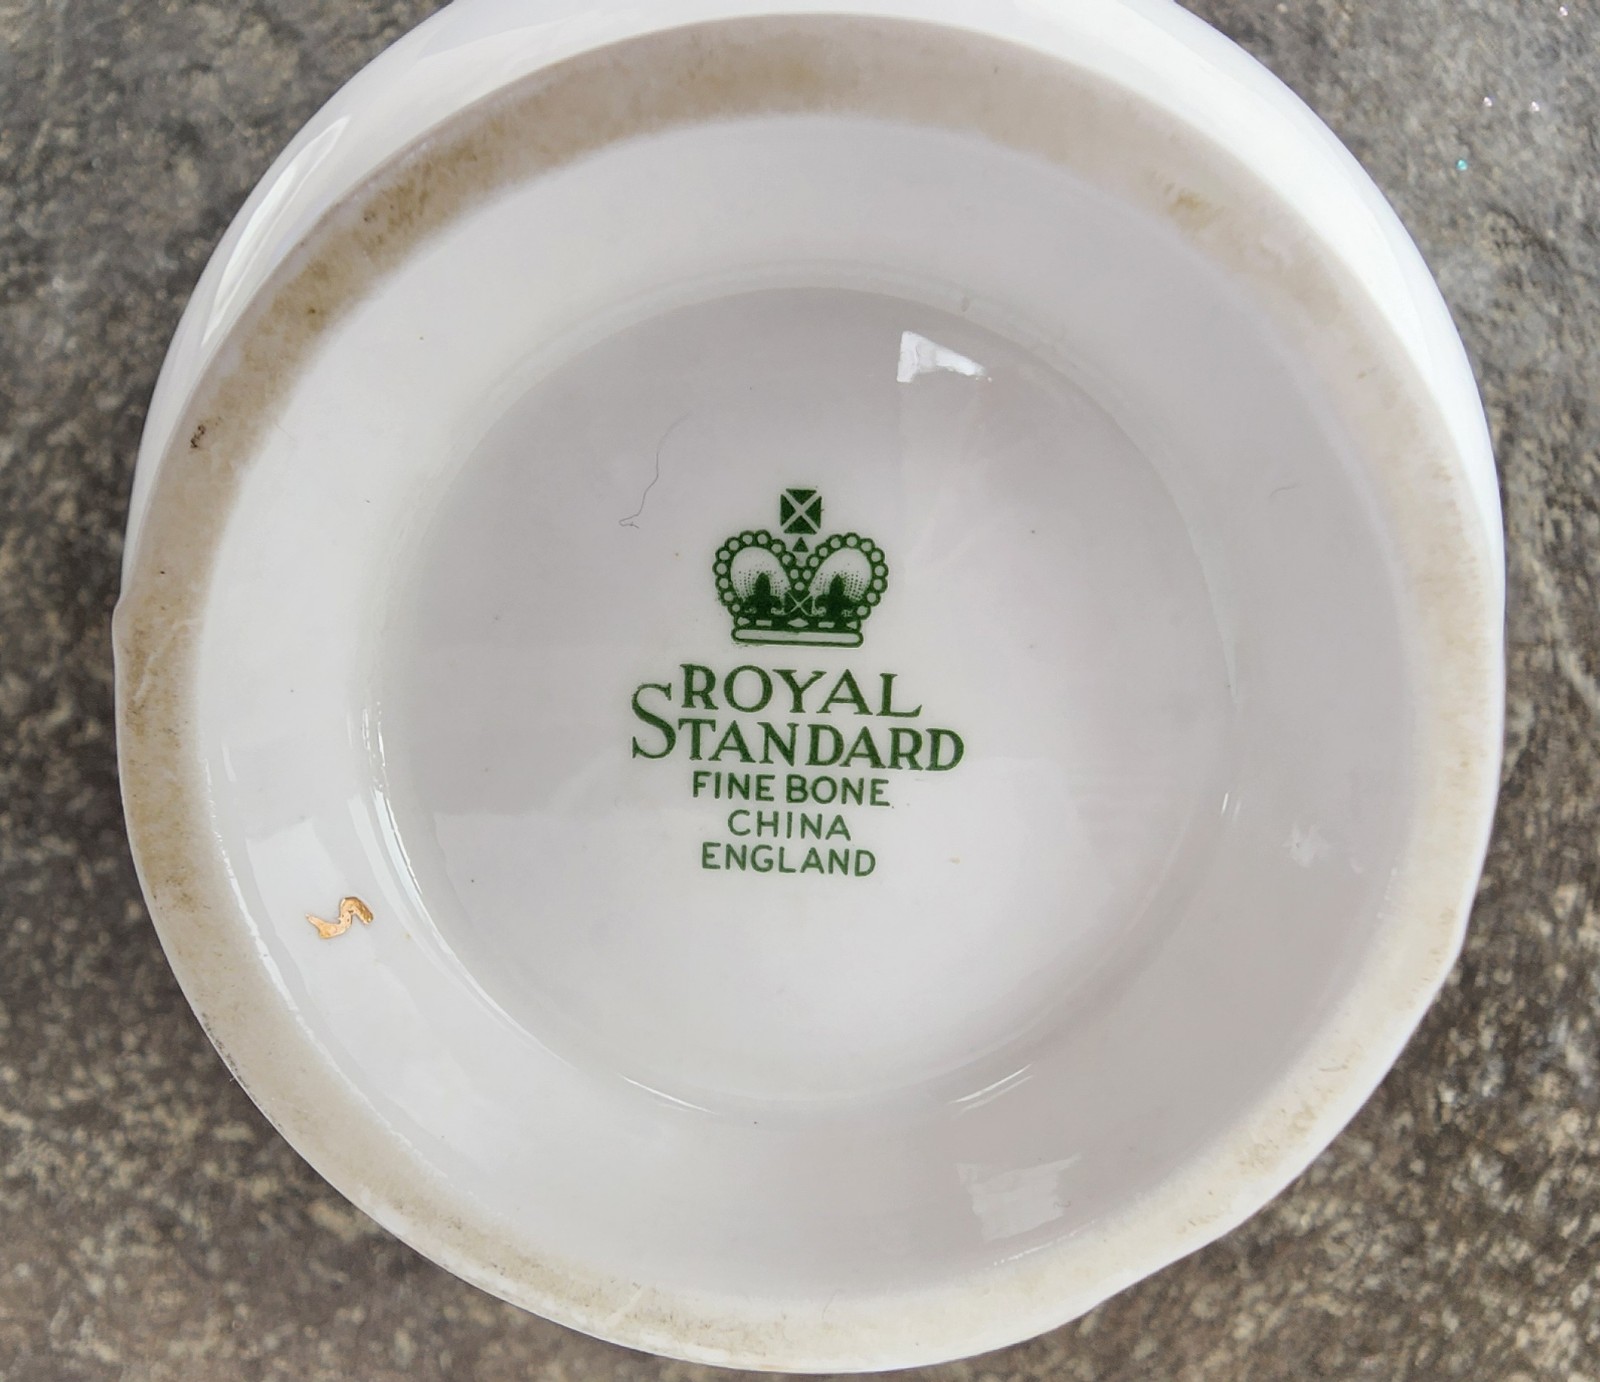 ROYAL
STANDARD
FINE BONE
CHINA
ENGLAND